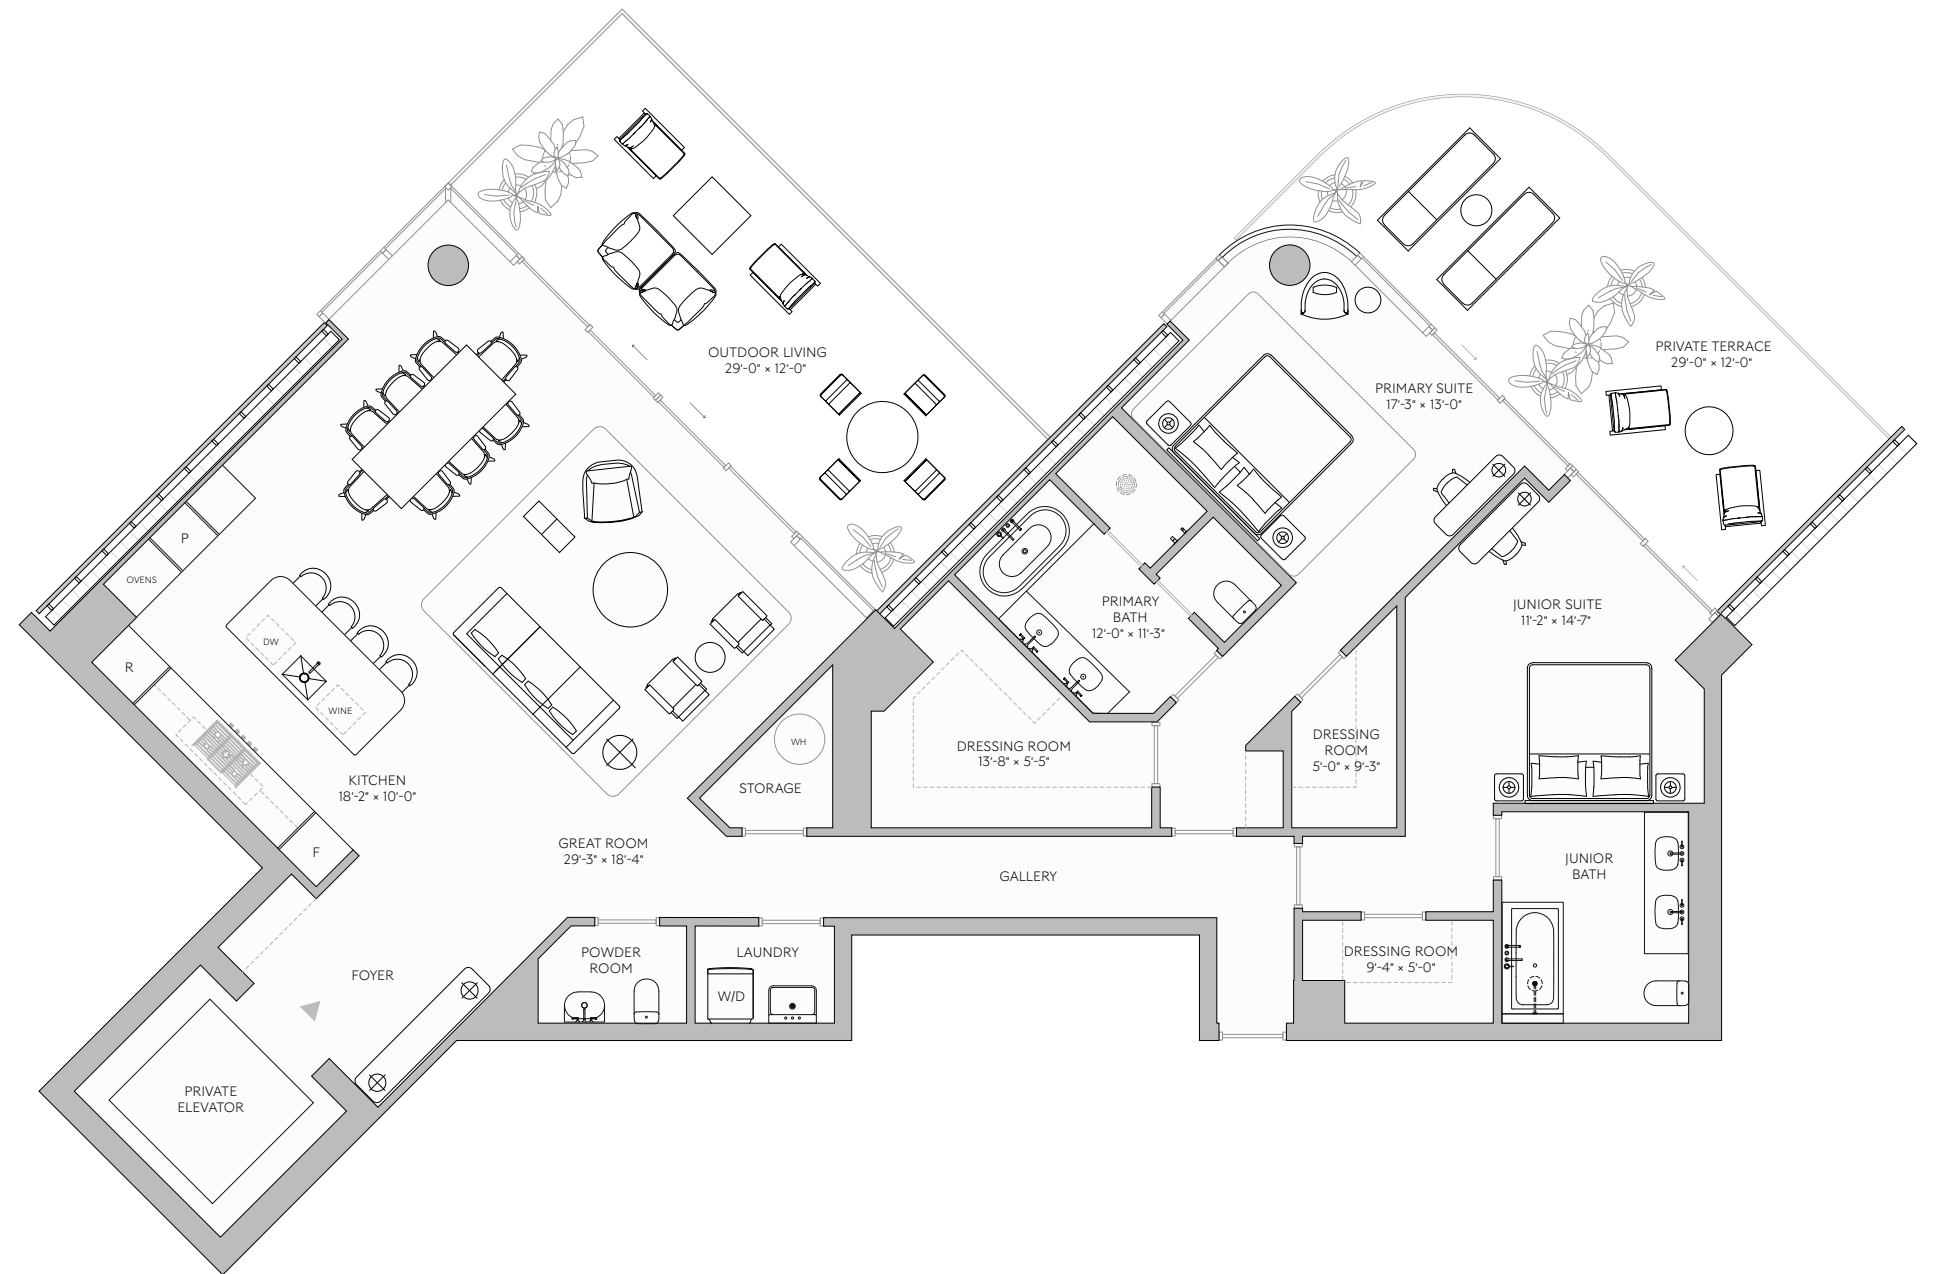 OUTDOOR LIVING
29'-0" × 12'-0"
PRIVATE TERRACE
29'-0" × 12'-0"
PRIMARY SUITE
17'-3" × 13'-0"
P
OVENS
PRIMARY
BATH
12'-0" × 11'-3"
JUNIOR SUITE
11'-2" × 14'-7"
DW
R
WINE
WH
DRESSING ROOM
13'-8" × 5'-5"
DRESSING
ROOM
5'-0" × 9'-3"
KITCHEN
18'-2" × 10'-0"
STORAGE
F
GREAT ROOM
29'-3" × 18'-4"
GALLERY
JUNIOR
BATH
FOYER
POWDER
ROOM
LAUNDRY
W/D
DRESSING ROOM
9'-4" × 5'-0"
PRIVATE
ELEVATOR